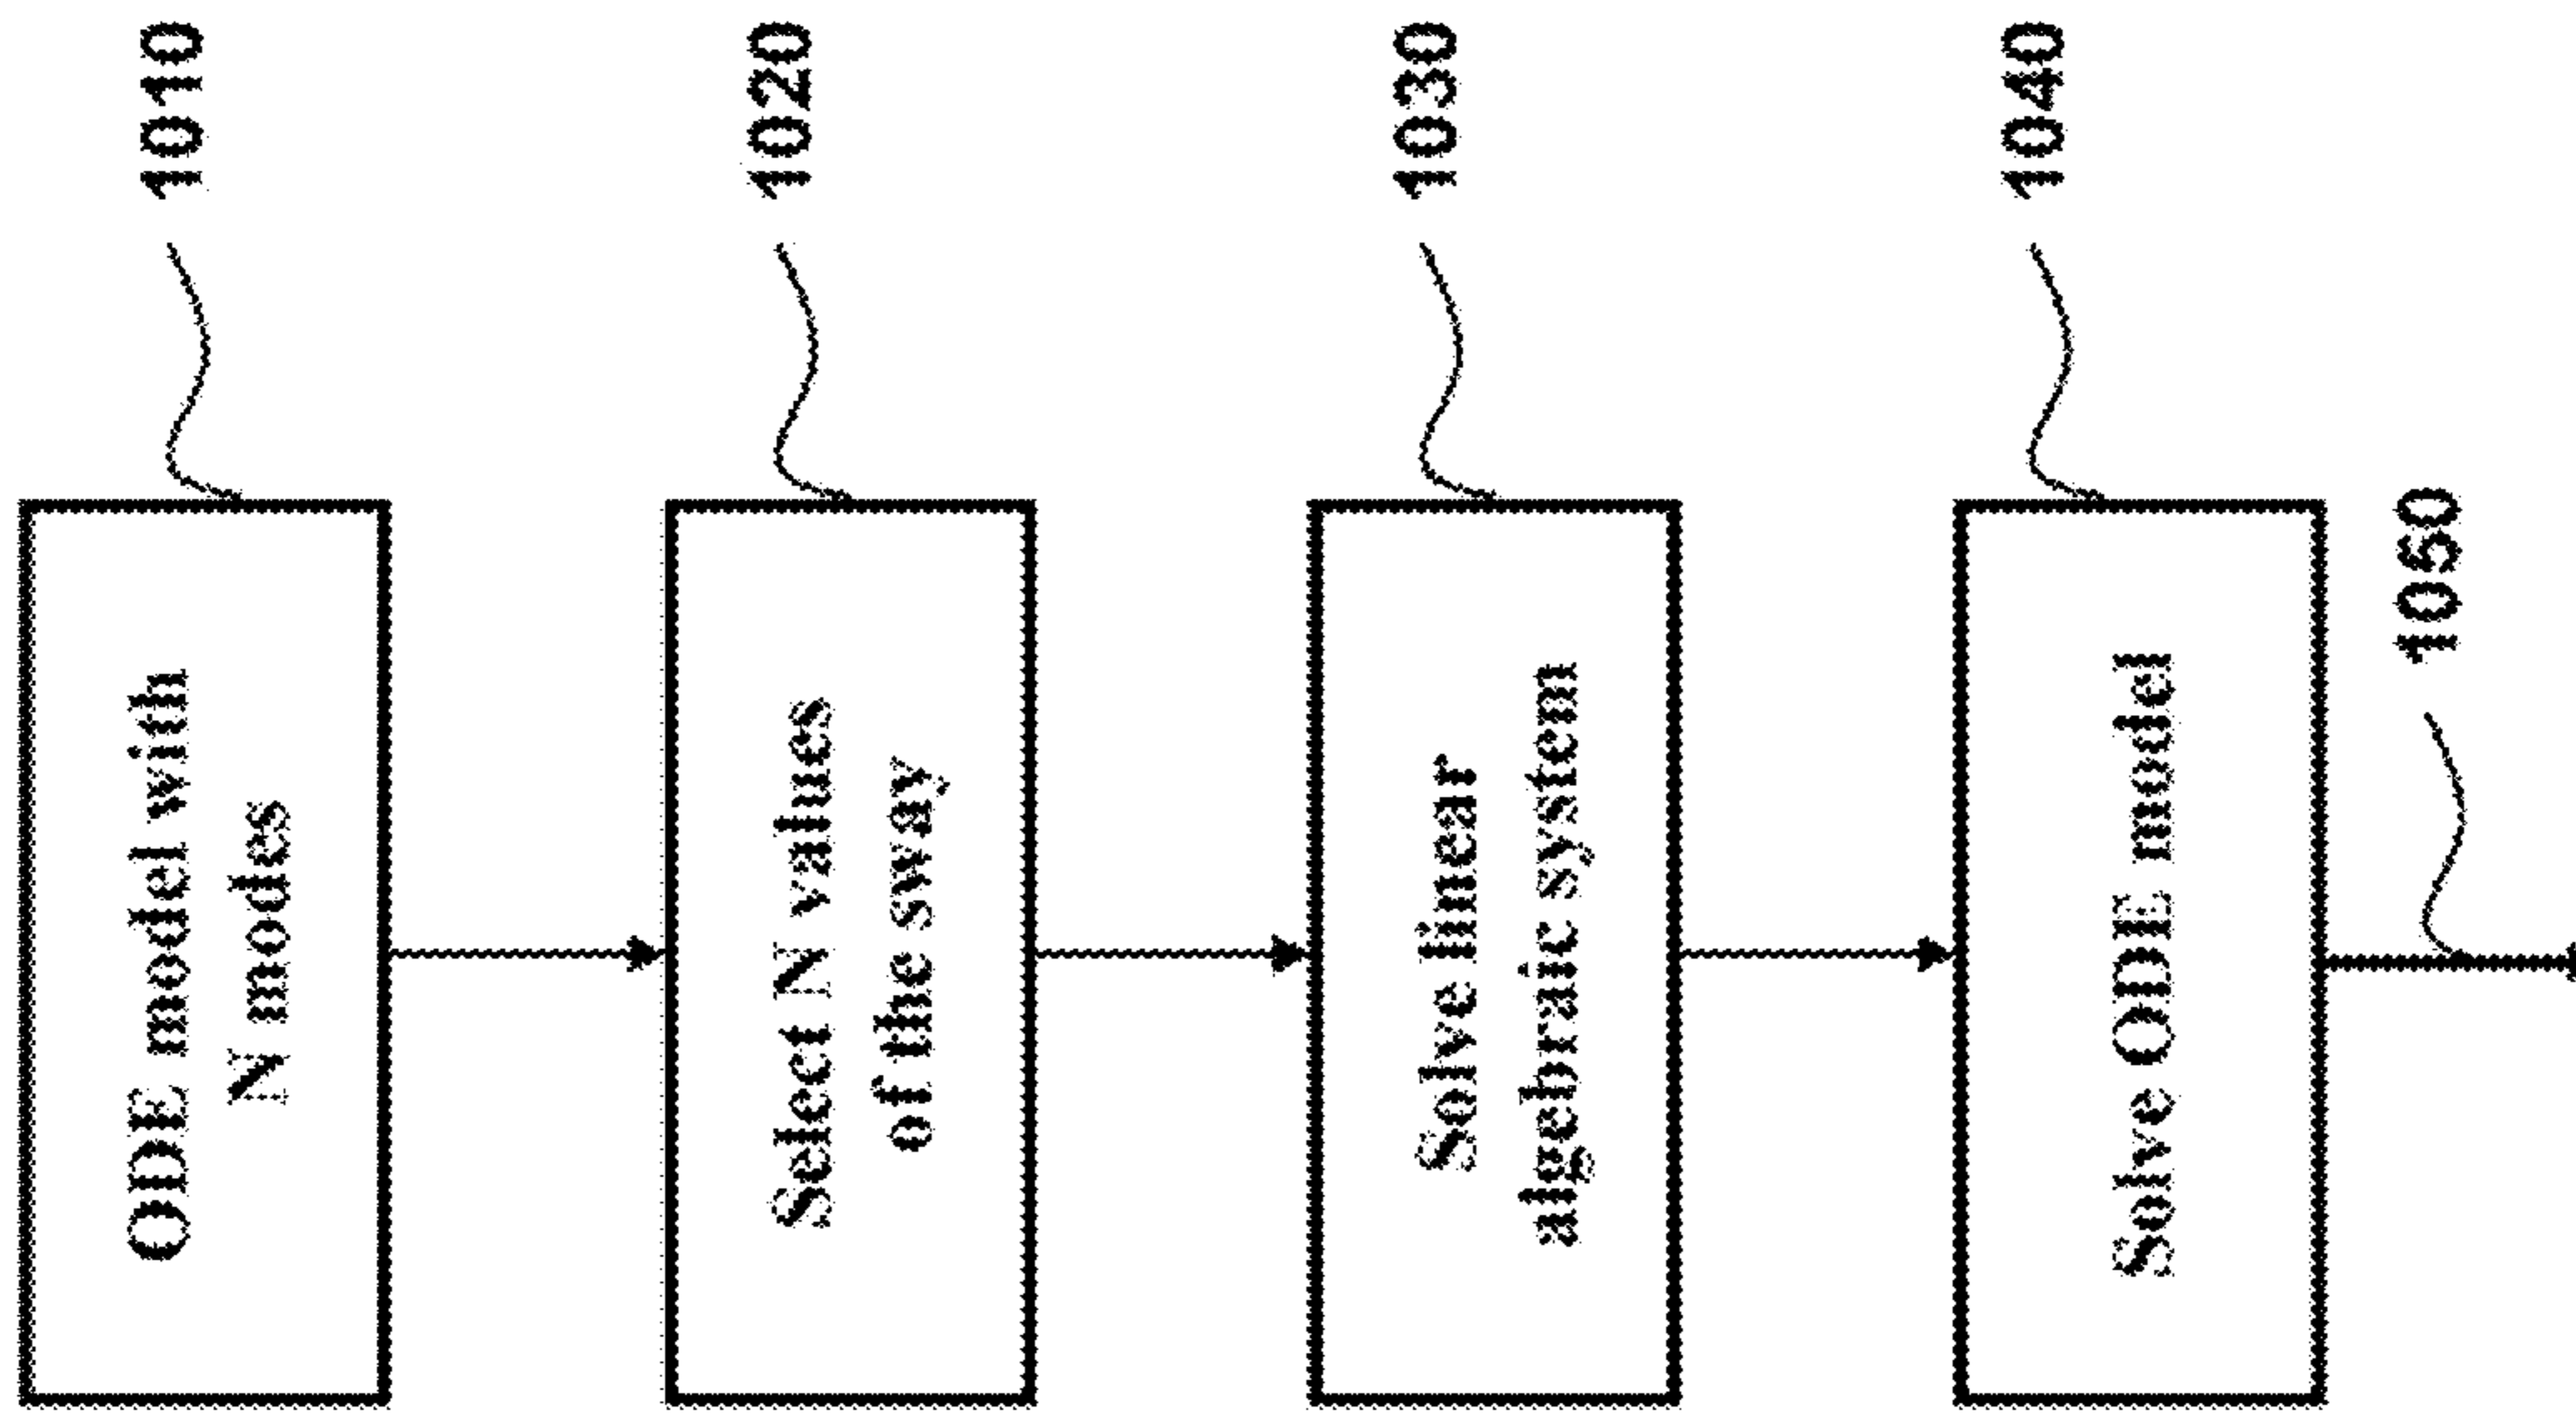 ODE model with
N modes
1010
Select N values
of the sway
1020
Solve linear
algebraic system
1030
Solve ODE model
1040
1050